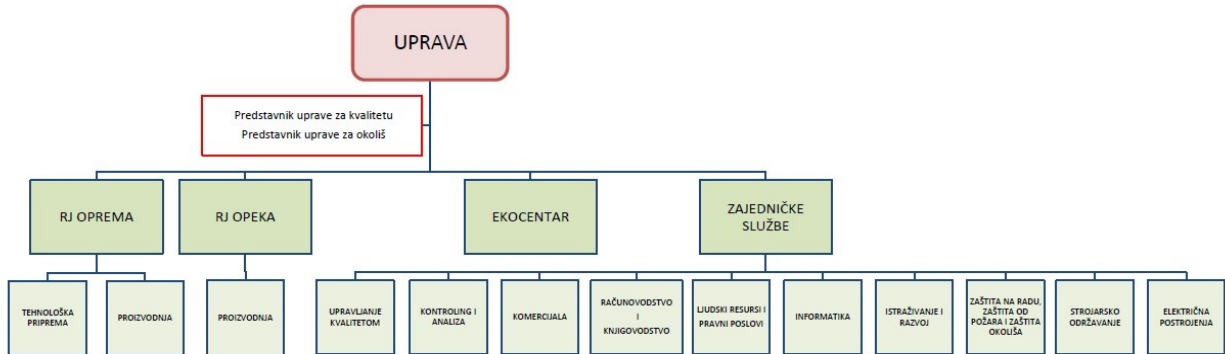 UPRAVA
Predstavnik uprave za kvalitetu
Predstavnik uprave za okoliš
RJ OPREMA
RJ OPEKA
EKOCENTAR
ZAJEDNIČKE
SLUŽBE
TEHNOLOŠKA
PRIPREMA
PROIZVODNJA
PROIZVODNJA
UPRAVLJANJE
KVALITETOM
KONTROLING I
ANALIZA
KOMERCIJALA
RAČUNOVODSTVO
I
KNJIGOVODSTVO
LJUDSKI RESURSI I
PRAVNI POSLOVI
INFORMATIKA
ISTRAŽIVANJE I
RAZVOJ
ZAŠTITA NA RADU,
ZAŠTITA OD
POŽARA I ZAŠTITA
OKOLIŠA
STROJARSKO
ODRŽAVANJE
ELEKTRIČNA
POSTROJENJA